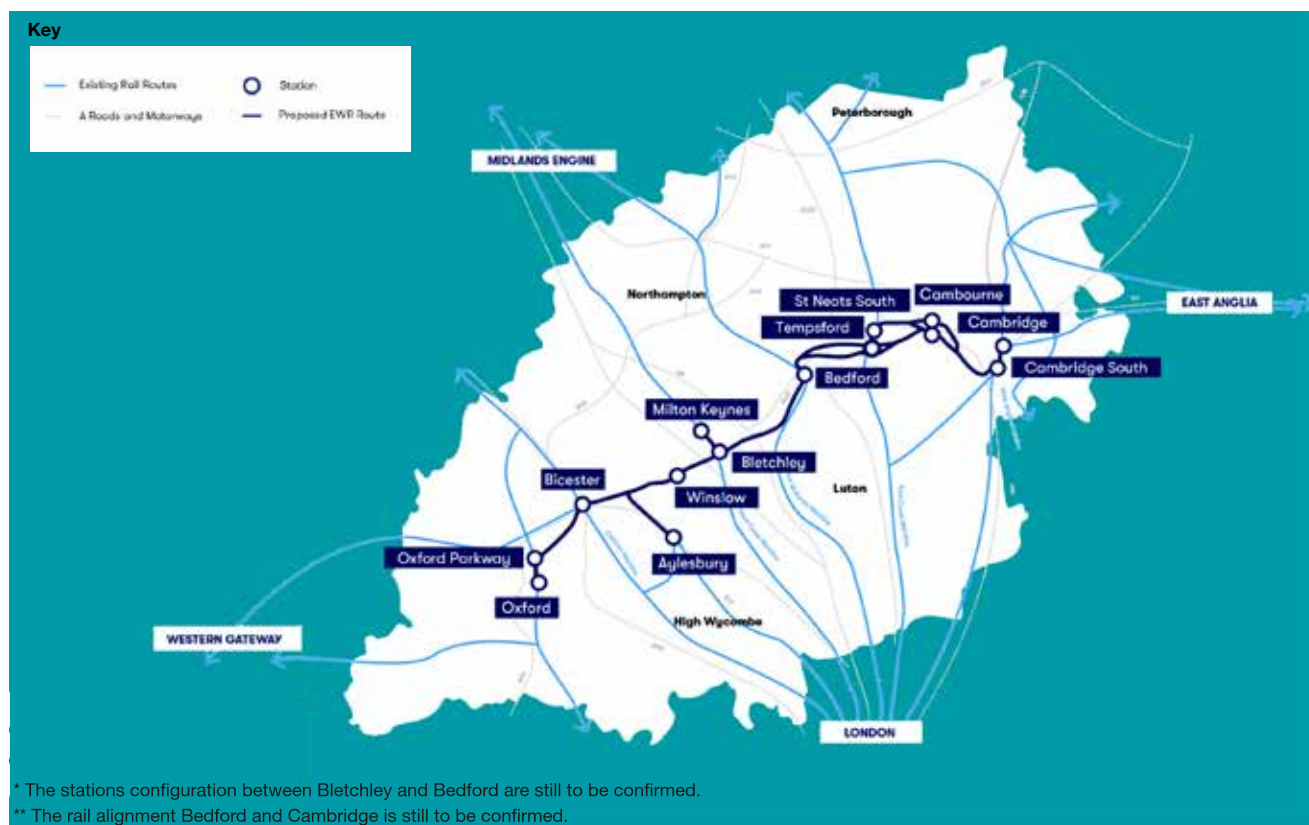 Key
Existing Rail Routes
Station
A Roads and Motorways
Proposed EWR Route
Peterborough
MIDLANDS ENGINE
Northampton
St Neots South
Cambourne
EAST ANGLIA
Tempsford
Cambridge
Cambridge South
Bedford
Milton Keynes
Bletchley
Bicester
Winslow
Luton
Oxford Parkway
Aylesbury
Oxford
High Wycombe
WESTERN GATEWAY
LONDON
* The stations configuration between Bletchley and Bedford are still to be confirmed.
** The rail alignment Bedford and Cambridge is still to be confirmed.